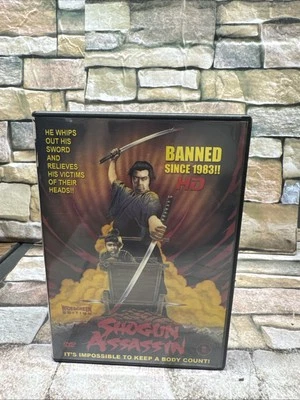 HE WHIPS
OUT HIS
SWORD
AND
RELIEVES
HIS VICTIMS
OF THEIR
HEADS!!
BANNED
SINCE 1983!!
EDITION
SHOGUN
ASSASSIN
IT'S IMPOSSIBLE TO KEEP A BODY COUNT!